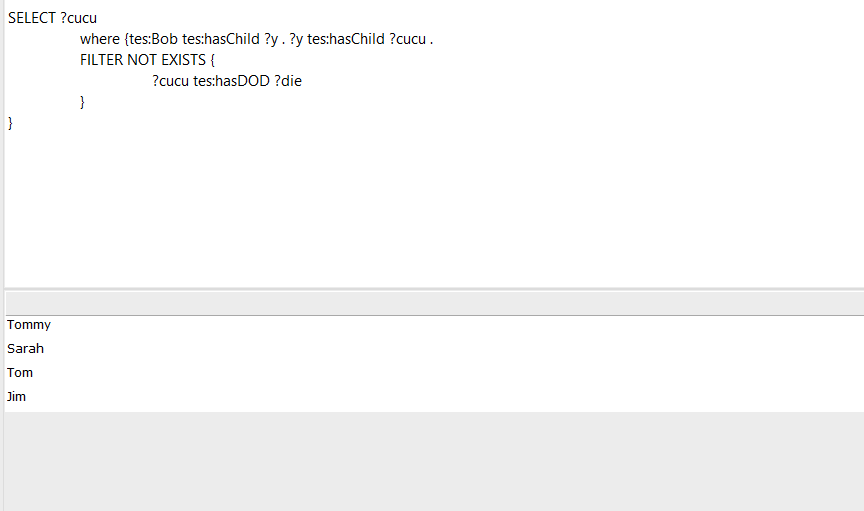 SELECT ?cucu
where {tes:Bob tes:hasChild ?y . ?y tes:hasChild ?cucu .
FILTER NOT EXISTS {
?cucu tes:hasDOD ?die
}
}
Tommy
Sarah
Tom
Jim